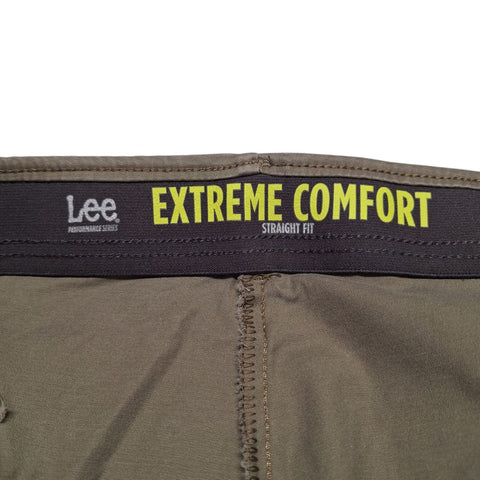 Lee EXTREME COMFORT
PERFORMANCE SERIES STRAIGHT FIT